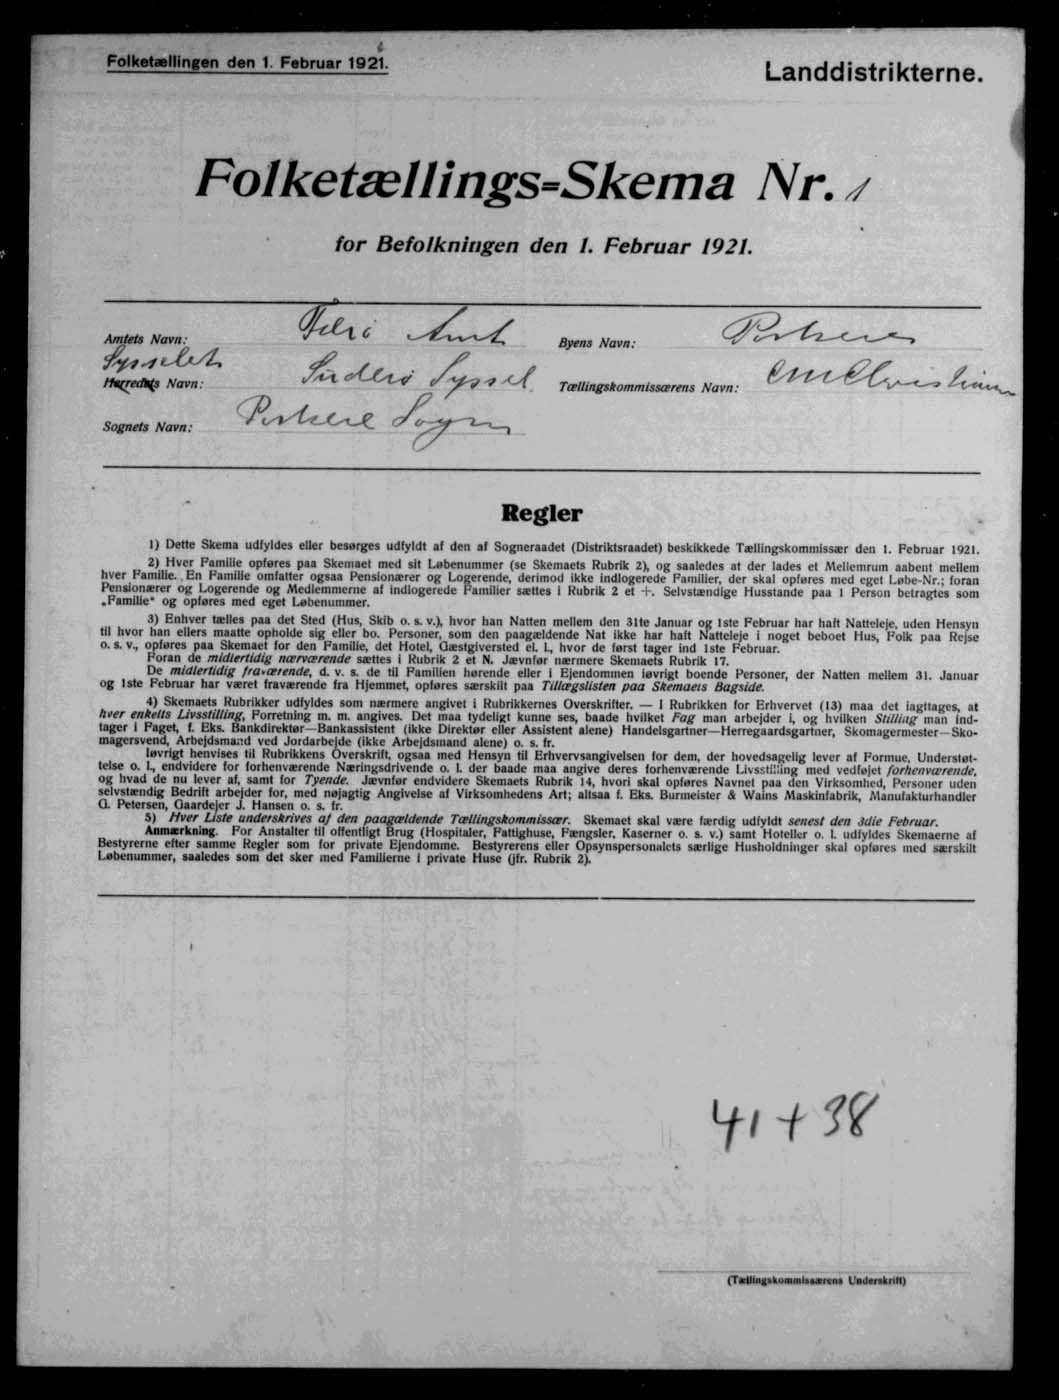 Folketællingen den 1. Februar 1921.
Landdistrikterne.
Folketællings=Skema Nr. 1
for Befolkningen den 1. Februar 1921.
Amtets Navn: Færø Amt
Byens Navn: Porkere
Sysselet
Herredets Navn: Suderø Syssel
Tællingskommissærens Navn: CMChristiansen
Sognets Navn: Porkere Sogn
Regler
1) Dette Skema udfyldes eller besørges udfyldt af den af Sogneraadet (Distriktsraadet) beskikkede Tællingskommissær den 1. Februar 1921.
2) Hver Familie opføres paa Skemaet med sit Løbenummer (se Skemaets Rubrik 2), og saaledes at der lades et Mellemrum aabent mellem
hver Familie. En Familie omfatter ogsaa Pensionærer og Logerende, derimod ikke indlogerede Familier, der skal opføres med eget Løbe-Nr.; foran
Pensionærer og Logerende og Medlemmerne af indlogerede Familier sættes i Rubrik 2 et +. Selvstændige Husstande paa 1 Person betragtes som
„Familie“ og opføres med eget Løbenummer.
3) Enhver tælles paa det Sted (Hus, Skib o. s. v.), hvor han Natten mellem den 31te Januar og 1ste Februar har haft Natteleje, uden Hensyn
til hvor han ellers maatte opholde sig eller bo. Personer, som den paagældende Nat ikke har haft Natteleje i noget beboet Hus, Folk paa Rejse
o. s. v., opføres paa Skemaet for den Familie, det Hotel, Gæstgiversted el. l., hvor de først tager ind 1ste Februar.
Foran de midlertidig nærværende sættes i Rubrik 2 et N. Jævnfør nærmere Skemaets Rubrik 17.
De midlertidig fraværende, d. v. s. de til Familien hørende eller i Ejendommen iøvrigt boende Personer, der Natten mellem 31. Januar
og 1ste Februar har været fraværende fra Hjemmet, opføres særskilt paa Tillægslisten paa Skemaets Bagside.
4) Skemaets Rubrikker udfyldes som nærmere angivet i Rubrikkernes Overskrifter. — I Rubrikken for Erhvervet (13) maa det iagttages, at
hver enkelts Livsstilling, Forretning m. m. angives. Det maa tydeligt kunne ses, baade hvilket Fag man arbejder i, og hvilken Stilling man ind-
tager i Faget, f. Eks. Bankdirektør—Bankassistent (ikke Direktør eller Assistent alene) Handelsgartner—Herregaardsgartner, Skomagermester—Sko-
magersvend, Arbejdsmand ved Jordarbejde (ikke Arbejdsmand alene) o. s. fr.
Iøvrigt henvises til Rubrikkens Overskrift, ogsaa med Hensyn til Erhvervsangivelsen for dem, der hovedsagelig lever af Formue, Understøt-
telse o. l., endvidere for forhenværende Næringsdrivende o. l. der baade maa angive deres forhenværende Livsstilling med vedføjet forhenværende,
og hvad de nu lever af, samt for Tyende. Jævnfør endvidere Skemaets Rubrik 14, hvori skal opføres Navnet paa den Virksomhed, Personer uden
selvstændig Bedrift arbejder for, med nøjagtig Angivelse af Virksomhedens Art; altsaa f. Eks. Burmeister & Wains Maskinfabrik, Manufakturhandler
G. Petersen, Gaardejer J. Hansen o. s. fr.
5) Hver Liste underskrives af den paagældende Tællingskommissær. Skemaet skal være færdig udfyldt senest den 3die Februar.
Anmærkning. For Anstalter til offentligt Brug (Hospitaler, Fattighuse, Fængsler, Kaserner o. s. v.) samt Hoteller o. l. udfyldes Skemaerne af
Bestyrerne efter samme Regler som for private Ejendomme. Bestyrerens eller Opsynspersonalets særlige Husholdninger skal opføres med særskilt
Løbenummer, saaledes som det sker med Familierne i private Huse (jfr. Rubrik 2).
41 + 38
(Tællingskommissærens Underskrift)